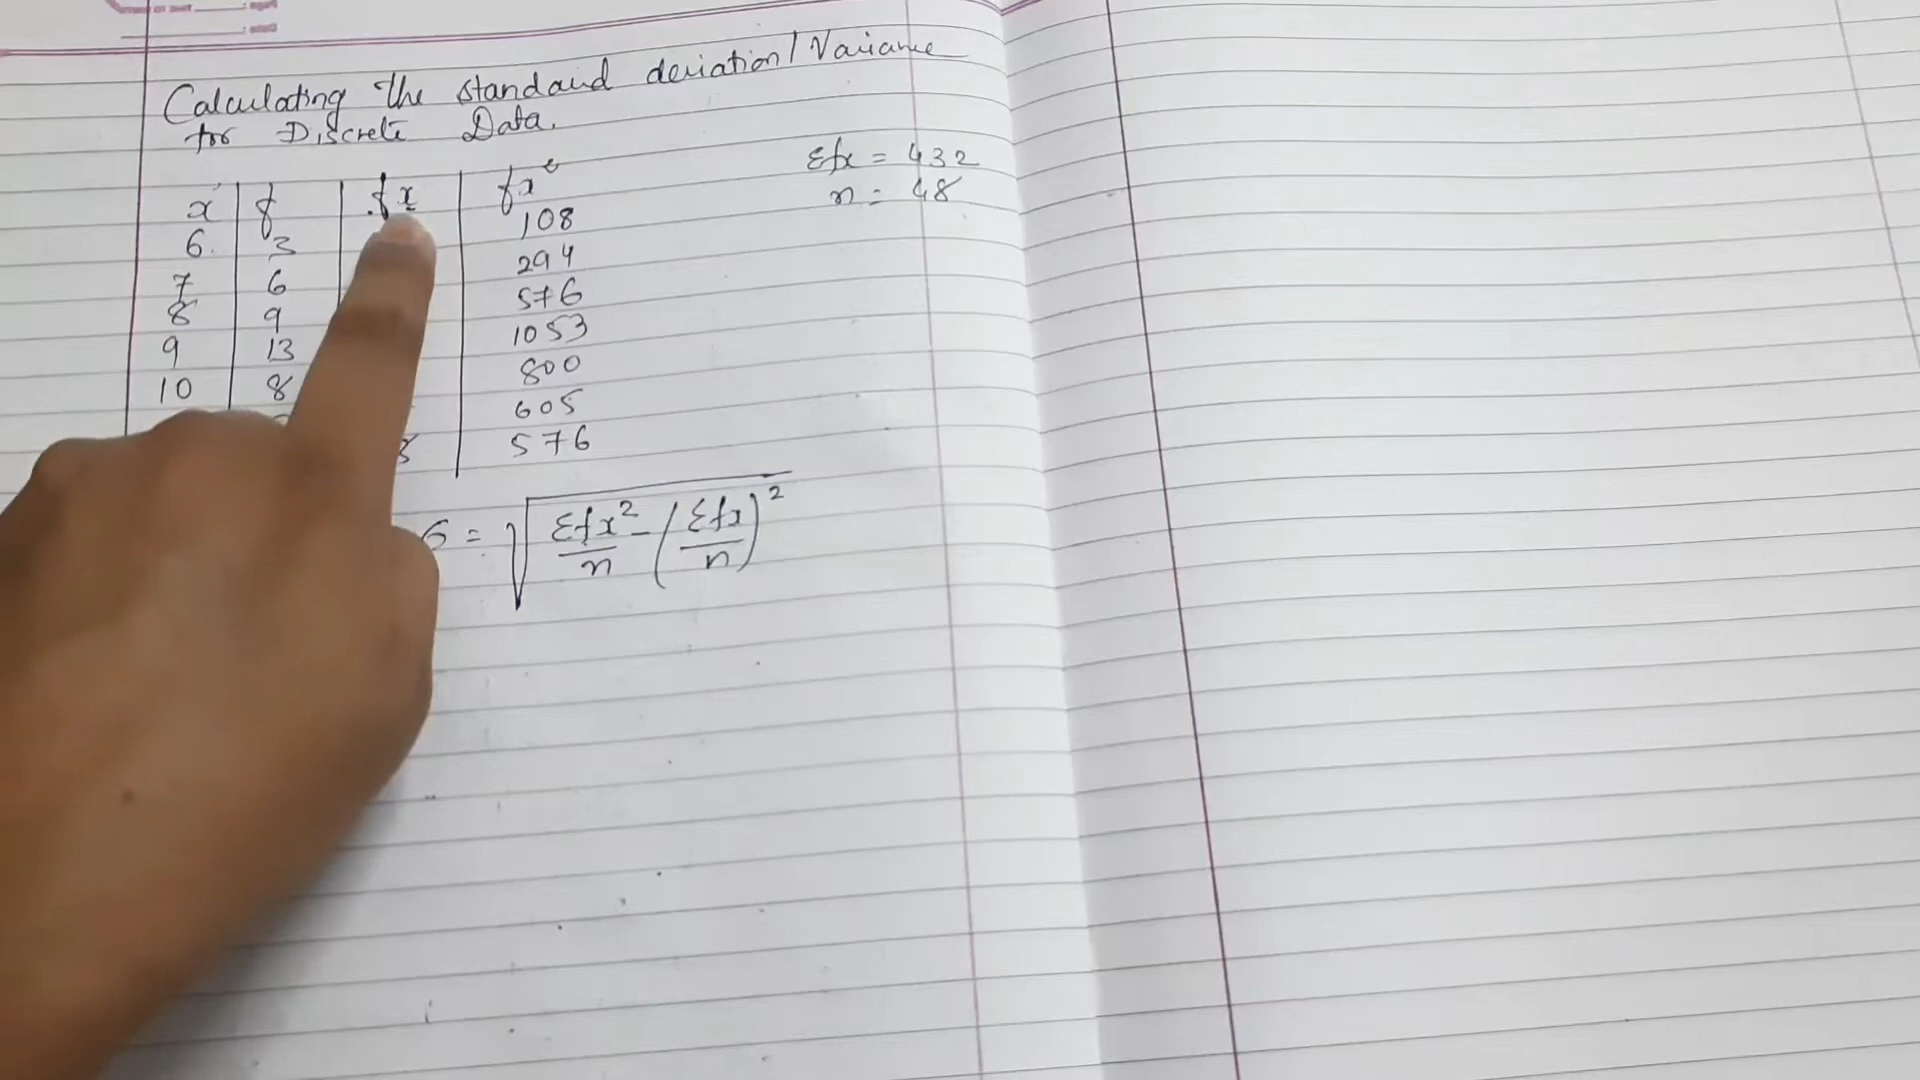 Calculating the standard deviation / Variance
for Discrete Data.
Σfx = 432
n = 48
x f fx fx²
6 3 108
7 6 294
8 9 576
9 13 1053
10 8 800
605
576
σ = √(Σfx²/n - (Σfx/n)²)